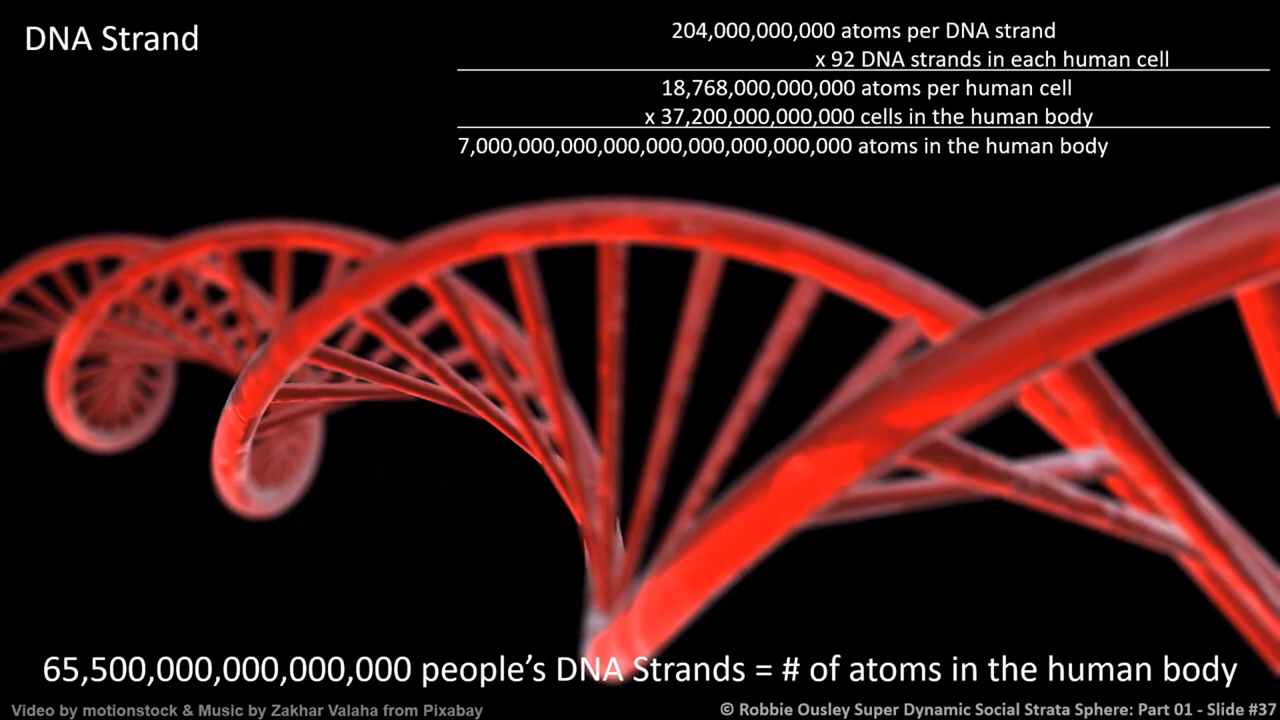 DNA Strand
204,000,000,000 atoms per DNA strand
x 92 DNA strands in each human cell
18,768,000,000,000 atoms per human cell
x 37,200,000,000,000 cells in the human body
7,000,000,000,000,000,000,000,000,000 atoms in the human body
65,500,000,000,000,000 people’s DNA Strands = # of atoms in the human body
Video by motionstock & Music by Zakhar Valaha from Pixabay
© Robbie Ousley Super Dynamic Social Strata Sphere: Part 01 - Slide #37